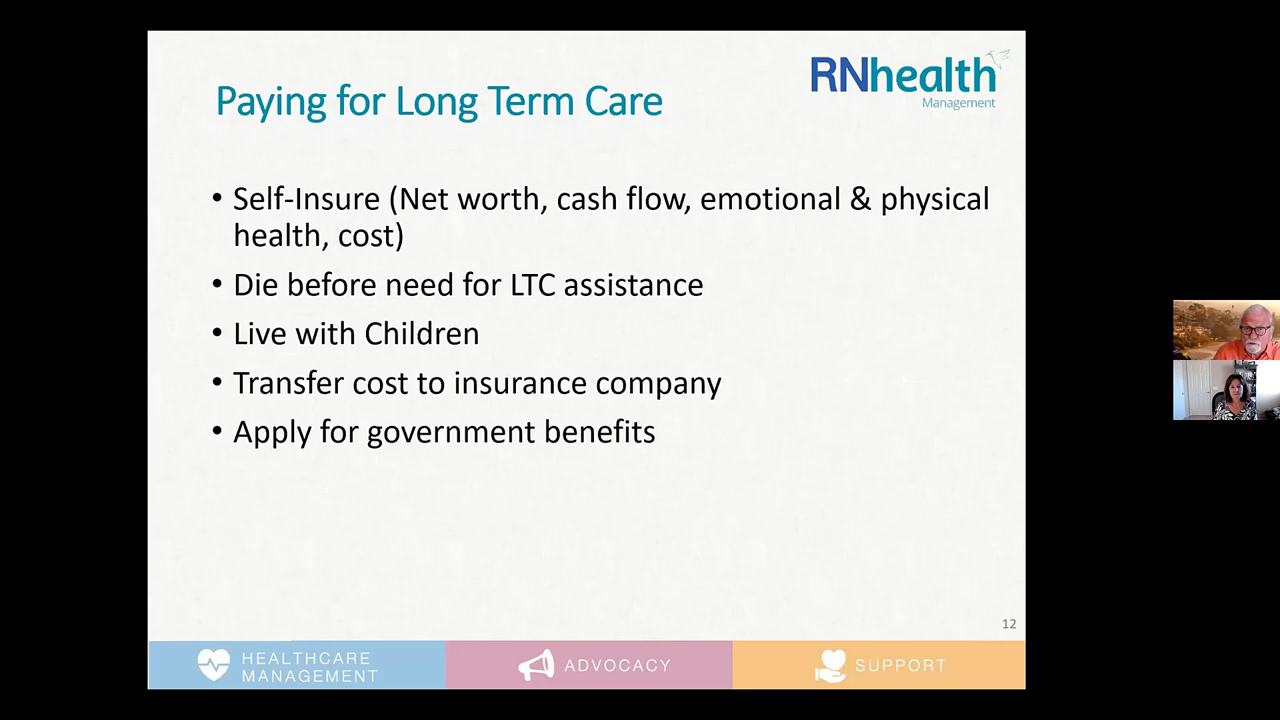 RNhealth
Management
Paying for Long Term Care
• Self-Insure (Net worth, cash flow, emotional & physical
health, cost)
• Die before need for LTC assistance
• Live with Children
• Transfer cost to insurance company
• Apply for government benefits
12
HEALTHCARE
MANAGEMENT
ADVOCACY
SUPPORT